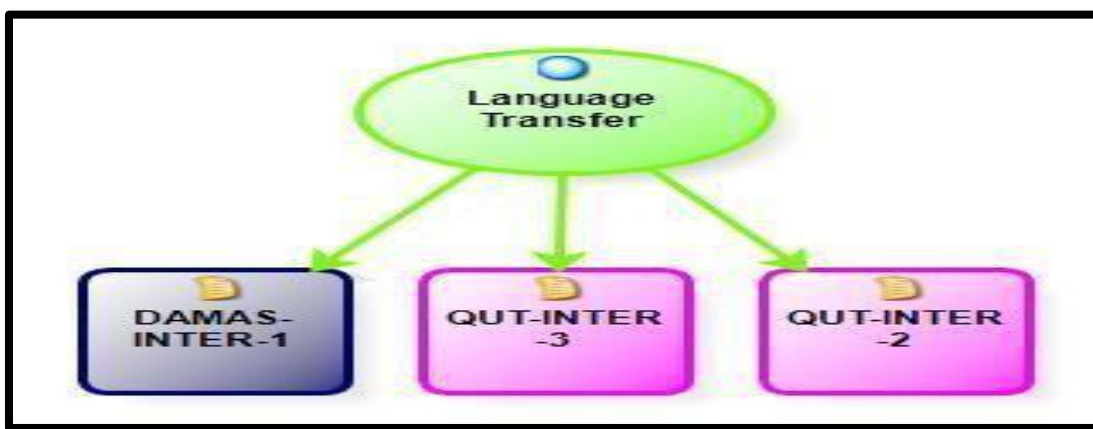 Language
Transfer
DAMAS-
INTER-1
QUT-INTER
-3
QUT-INTER
-2